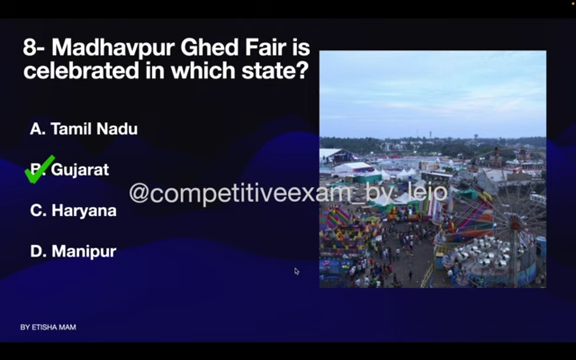 8- Madhavpur Ghed Fair is
celebrated in which state?
A. Tamil Nadu
B. Gujarat
@competitiveexam_by_lejo
C. Haryana
D. Manipur
BY ETISHA MAM